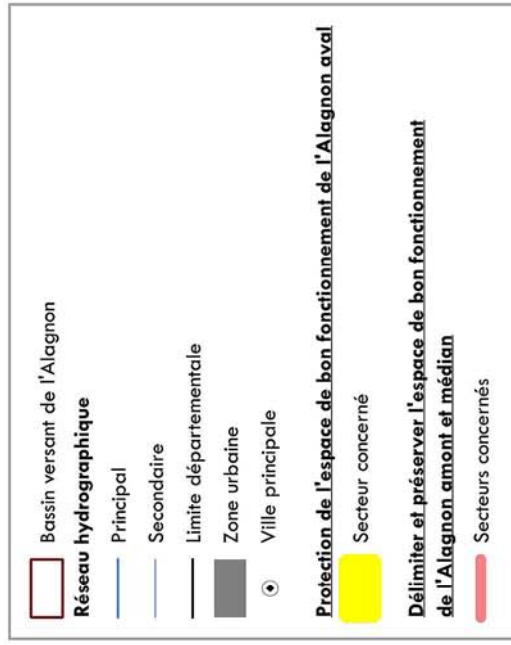 Bassin versant de l'Alagnon
Réseau hydrographique
Principal
Secondaire
Limite départementale
Zone urbaine
Ville principale
Protection de l'espace de bon fonctionnement de l'Alagnon aval
Secteur concerné
Délimiter et préserver l'espace de bon fonctionnement
de l'Alagnon amont et médian
Secteurs concernés